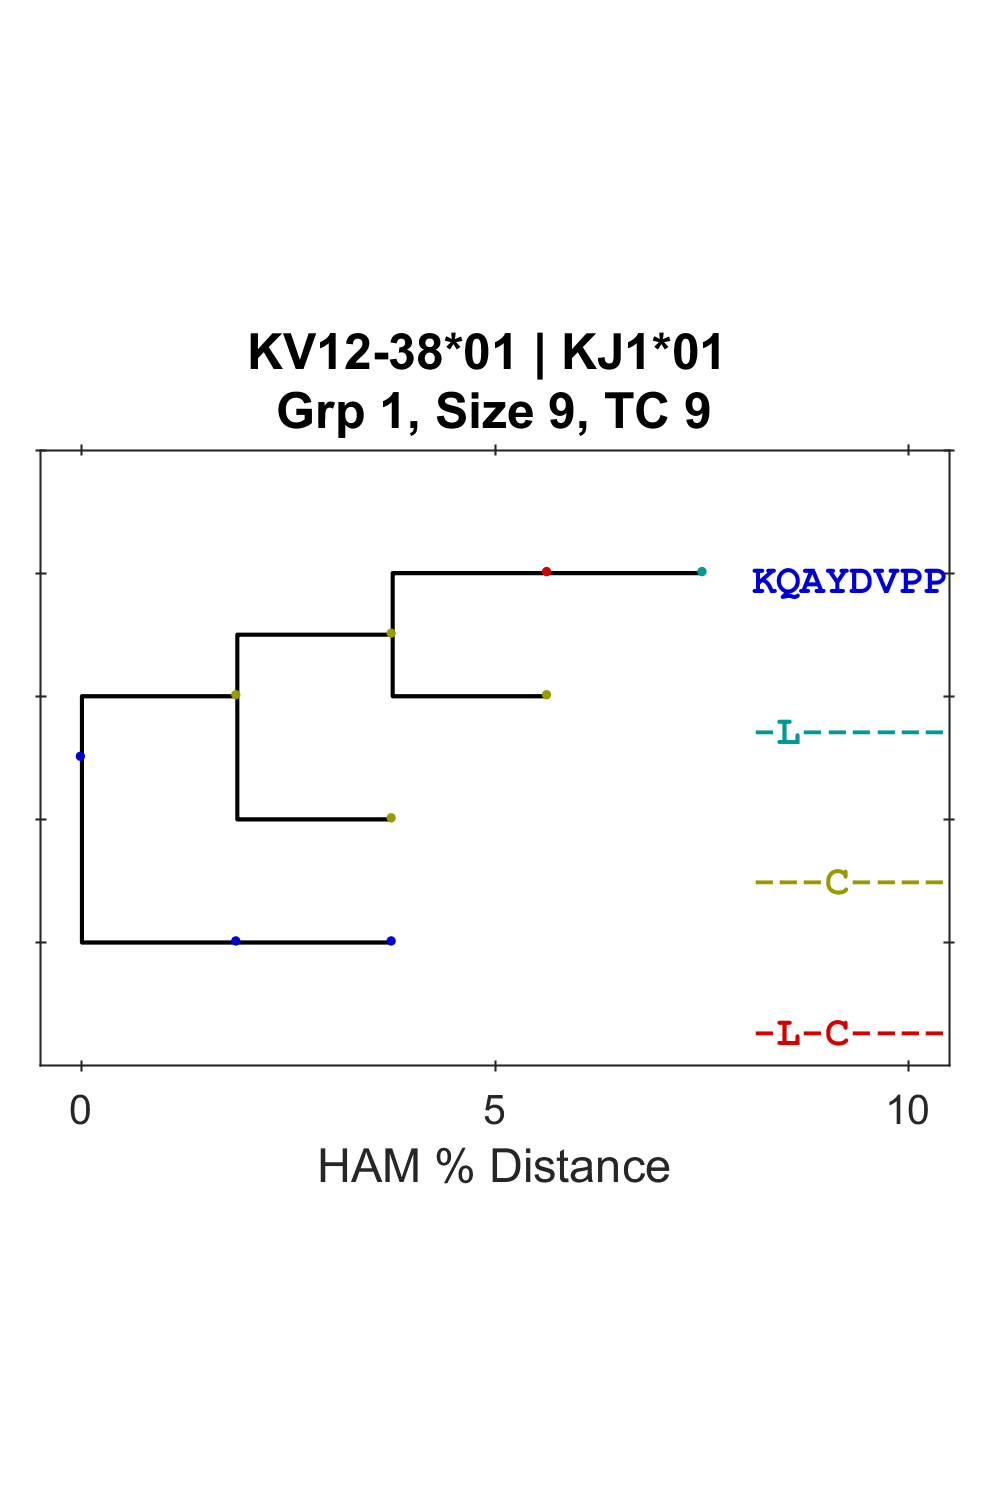 KV12-38*01 | KJ1*01
Grp 1, Size 9, TC 9
KQAYDVPP
-L------
---C----
-L-C----
0 5 10
HAM % Distance